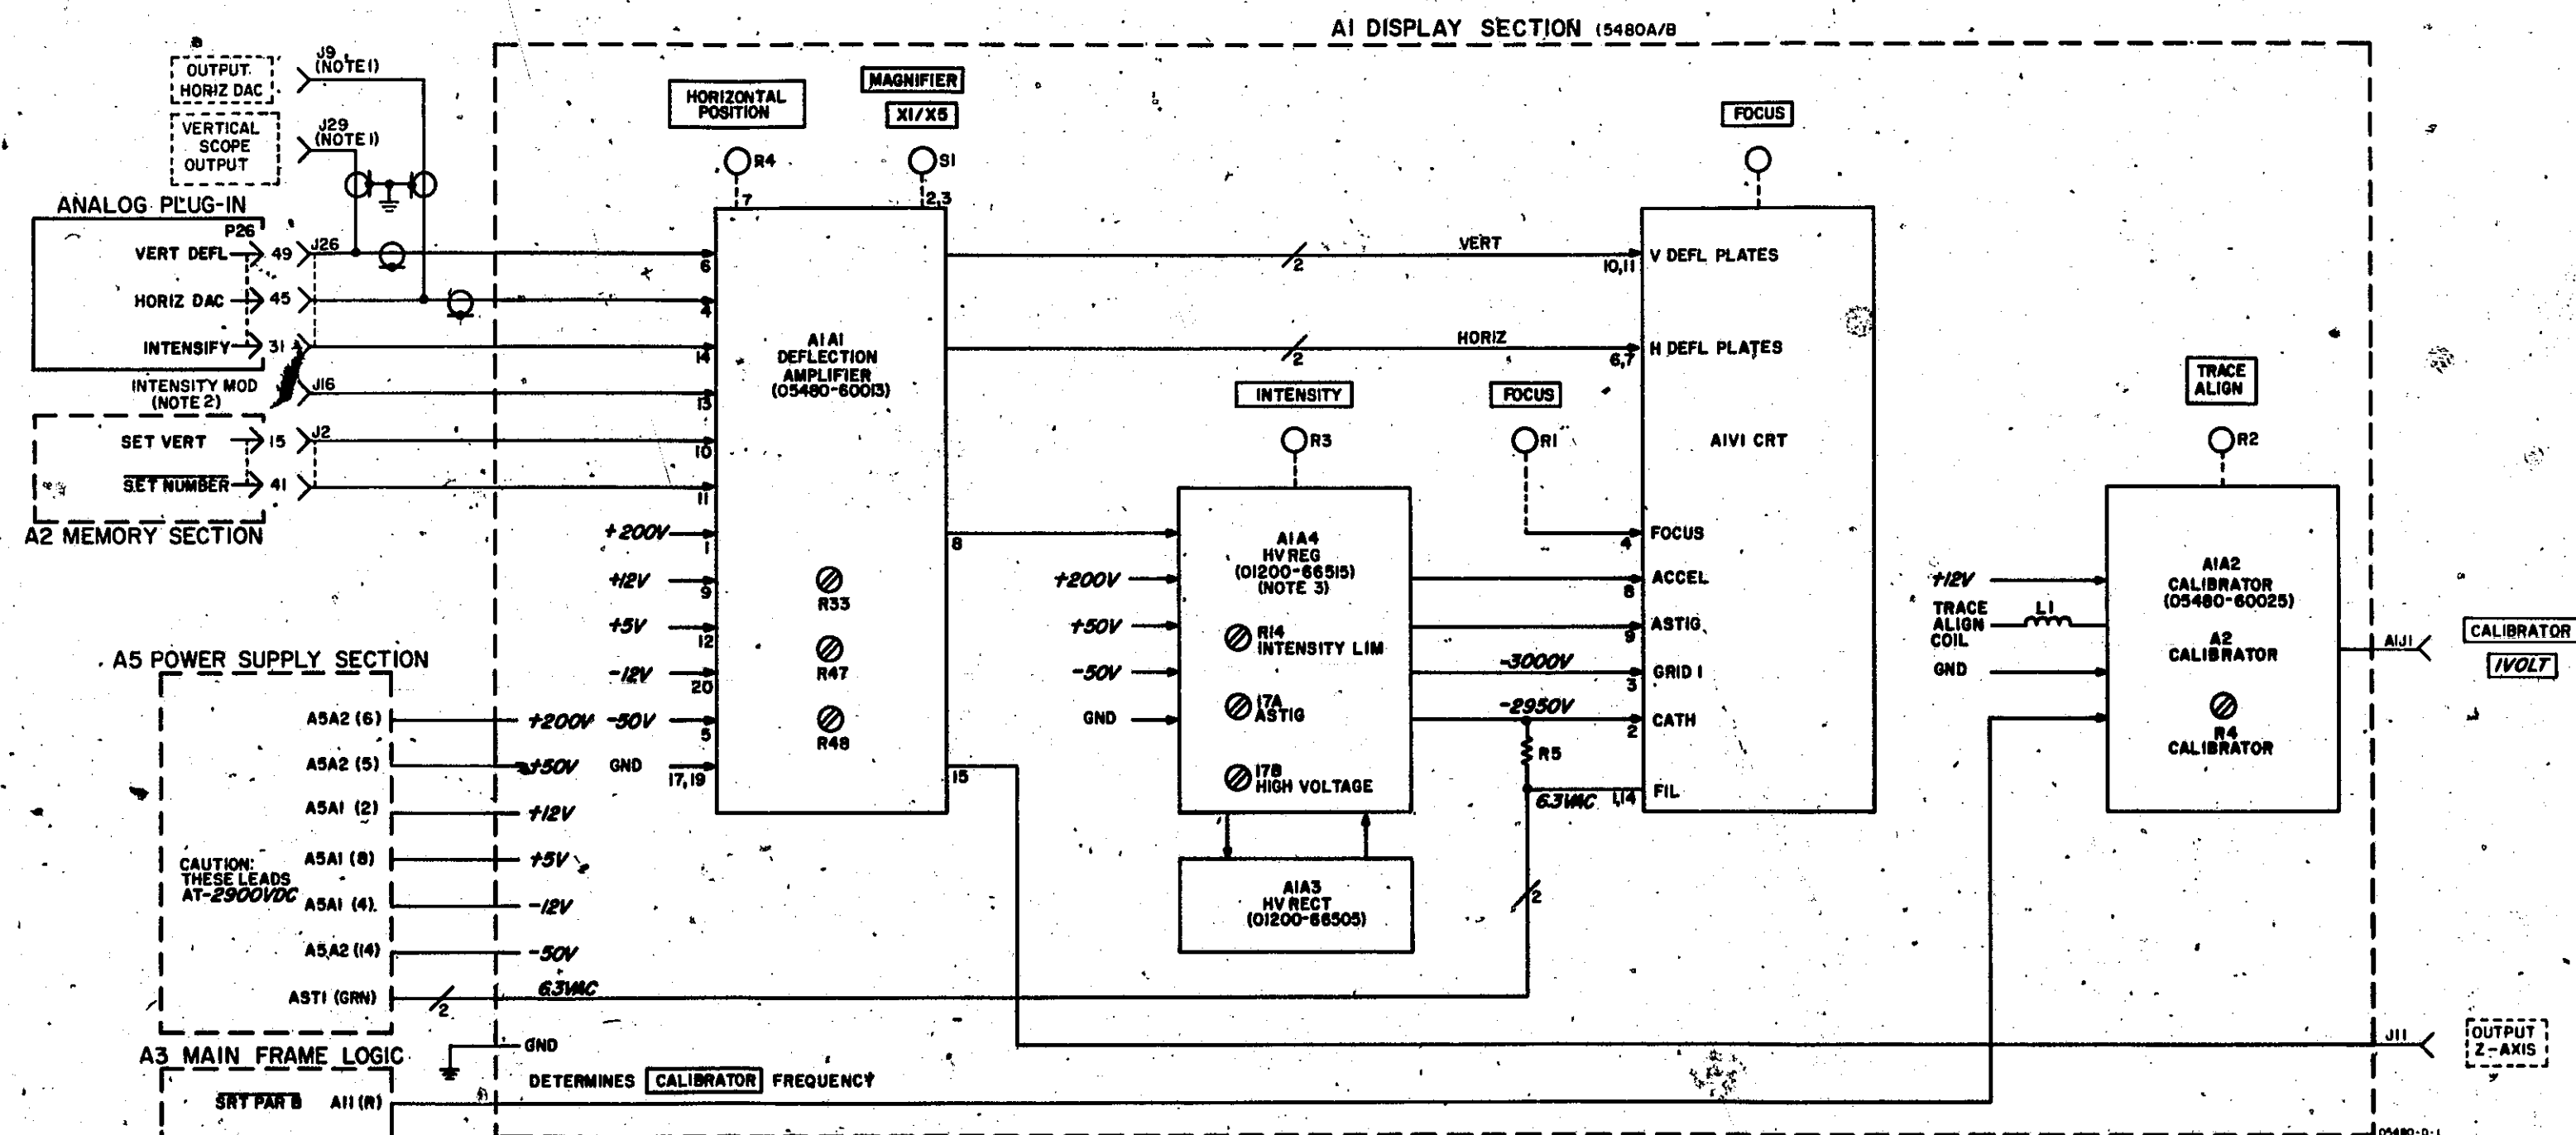 A1 DISPLAY SECTION (5480A/B
OUTPUT
HORIZ DAC
J9
(NOTE 1)
VERTICAL
SCOPE
OUTPUT
J29
(NOTE 1)
HORIZONTAL
POSITION
R4
7
MAGNIFIER
X1/X5
S1
2,3
FOCUS
ANALOG PLUG-IN
P26
VERT DEFL
49
J26
6
HORIZ DAC
45
4
INTENSIFY
31
14
INTENSITY MOD
(NOTE 2)
J16
13
SET VERT
15
J2
10
SET NUMBER
41
11
A2 MEMORY SECTION
A1A1
DEFLECTION
AMPLIFIER
(05480-60013)
+200V
1
+12V
9
+5V
12
-12V
20
-50V
5
GND
17,19
R33
R47
R48
8
15
2
VERT
10,11
V DEFL PLATES
2
HORIZ
6,7
H DEFL PLATES
INTENSITY
R3
FOCUS
R1
A1V1 CRT
A1A4
HV REG
(01200-66515)
(NOTE 3)
+200V
+50V
-50V
GND
R14
INTENSITY LIM
17A
ASTIG
17B
HIGH VOLTAGE
A1A3
HV RECT
(01200-66505)
4
FOCUS
8
ACCEL
9
ASTIG
-3000V
3
GRID 1
-2950V
2
CATH
R5
6.3VAC
1,14
FIL
2
TRACE
ALIGN
R2
A1A2
CALIBRATOR
(05480-60025)
A2
CALIBRATOR
R4
CALIBRATOR
+12V
TRACE
ALIGN
COIL
L1
GND
A1J1
CALIBRATOR
1VOLT
A5 POWER SUPPLY SECTION
A5A2 (6)
+200V
A5A2 (5)
+50V
A5A1 (2)
+12V
A5A1 (8)
+5V
A5A1 (4)
-12V
A5A2 (14)
-50V
A5T1 (GRN)
2
6.3VAC
CAUTION:
THESE LEADS
AT -2900VDC
GND
A3 MAIN FRAME LOGIC
SRT PAR B
A11 (R)
DETERMINES CALIBRATOR FREQUENCY
J11
OUTPUT
Z-AXIS
05480-D-1